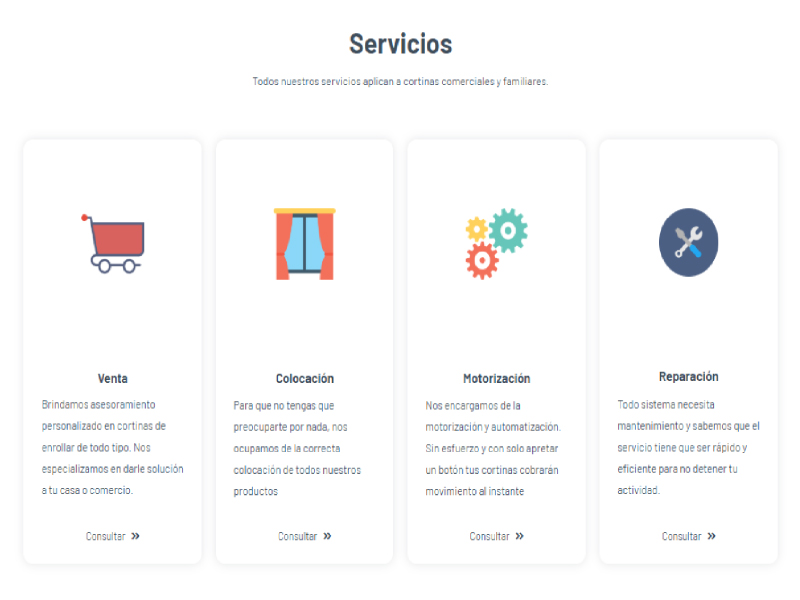 Servicios
Todos nuestros servicios aplican a cortinas comerciales y familiares.
Venta
Brindamos asesoramiento
personalizado en cortinas de
enrollar de todo tipo. Nos
especializamos en darle solución
a tu casa o comercio.
Consultar »
Colocación
Para que no tengas que
preocuparte por nada, nos
ocupamos de la correcta
colocación de todos nuestros
productos
Consultar »
Motorización
Nos encargamos de la
motorización y automatización.
Sin esfuerzo y con solo apretar
un botón tus cortinas cobrarán
movimiento al instante
Consultar »
Reparación
Todo sistema necesita
mantenimiento y sabemos que el
servicio tiene que ser rápido y
eficiente para no detener tu
actividad.
Consultar »